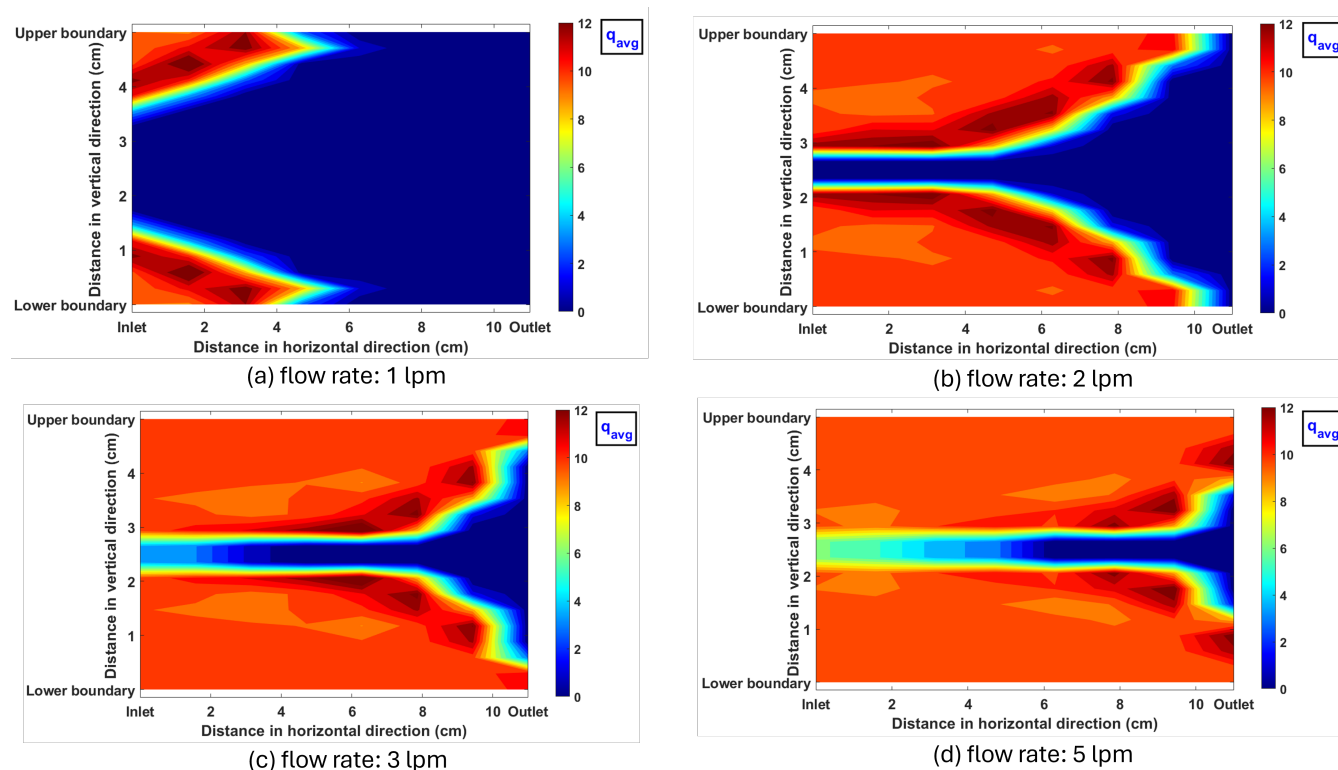 Upper boundary
4
3
2
1
Lower boundary
Distance in vertical direction (cm)
Inlet 2 4 6 8 10 Outlet
Distance in horizontal direction (cm)
12
10
8
6
4
2
0
qavg
(a) flow rate: 1 lpm
Upper boundary
4
3
2
1
Lower boundary
Distance in vertical direction (cm)
Inlet 2 4 6 8 10 Outlet
Distance in horizontal direction (cm)
12
10
8
6
4
2
0
qavg
(b) flow rate: 2 lpm
Upper boundary
4
3
2
1
Lower boundary
Distance in vertical direction (cm)
Inlet 2 4 6 8 10 Outlet
Distance in horizontal direction (cm)
12
10
8
6
4
2
0
qavg
(c) flow rate: 3 lpm
Upper boundary
4
3
2
1
Lower boundary
Distance in vertical direction (cm)
Inlet 2 4 6 8 10 Outlet
Distance in horizontal direction (cm)
12
10
8
6
4
2
0
qavg
(d) flow rate: 5 lpm